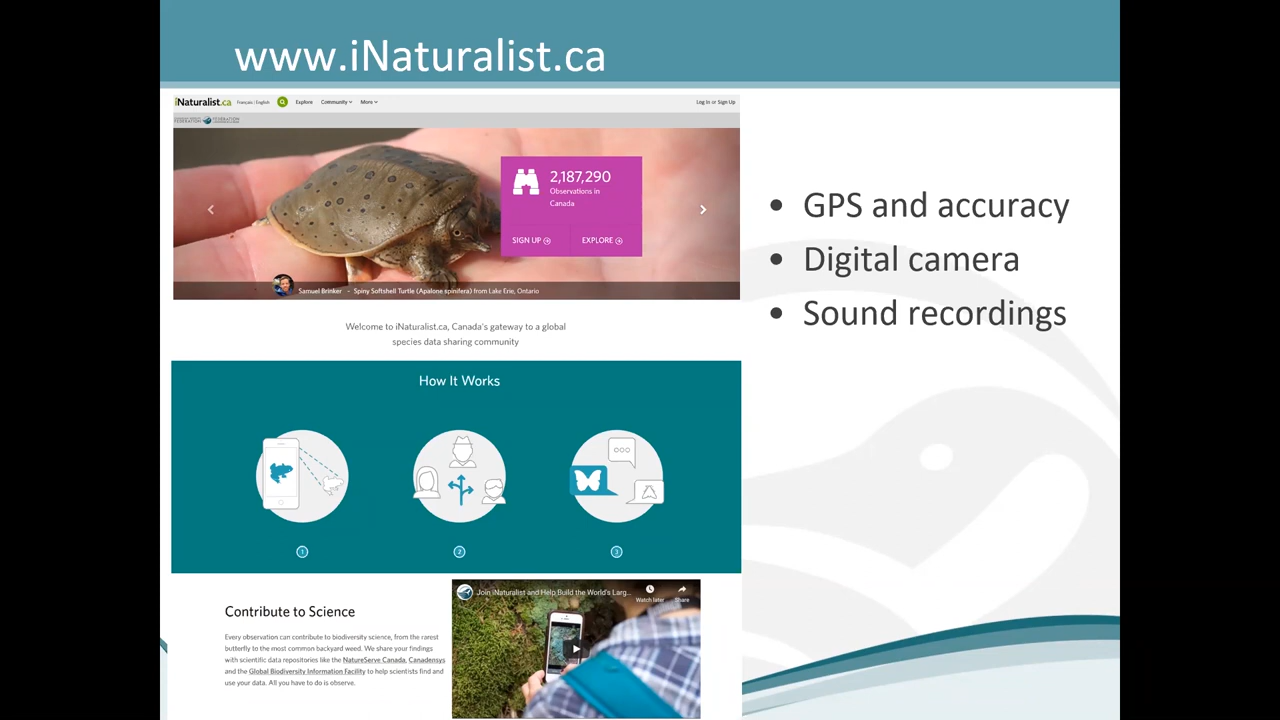 www.iNaturalist.ca
iNaturalist.ca Français / English Explore Community More Log In or Sign Up
2,187,290
Observations in
Canada
SIGN UP EXPLORE
Samuel Brinker - Spiny Softshell Turtle (Apalone spinifera) from Lake Erie, Ontario
Welcome to iNaturalist.ca, Canada's gateway to a global
species data sharing community
How It Works
1 2 3
Contribute to Science
Every observation can contribute to biodiversity science, from the rarest
butterfly to the most common backyard weed. We share your findings
with scientific data repositories like the NatureServe Canada, Canadensys
and the Global Biodiversity Information Facility to help scientists find and
use your data. All you have to do is observe.
Join iNaturalist and Help Build the World's Larg...
Watch later Share
• GPS and accuracy
• Digital camera
• Sound recordings